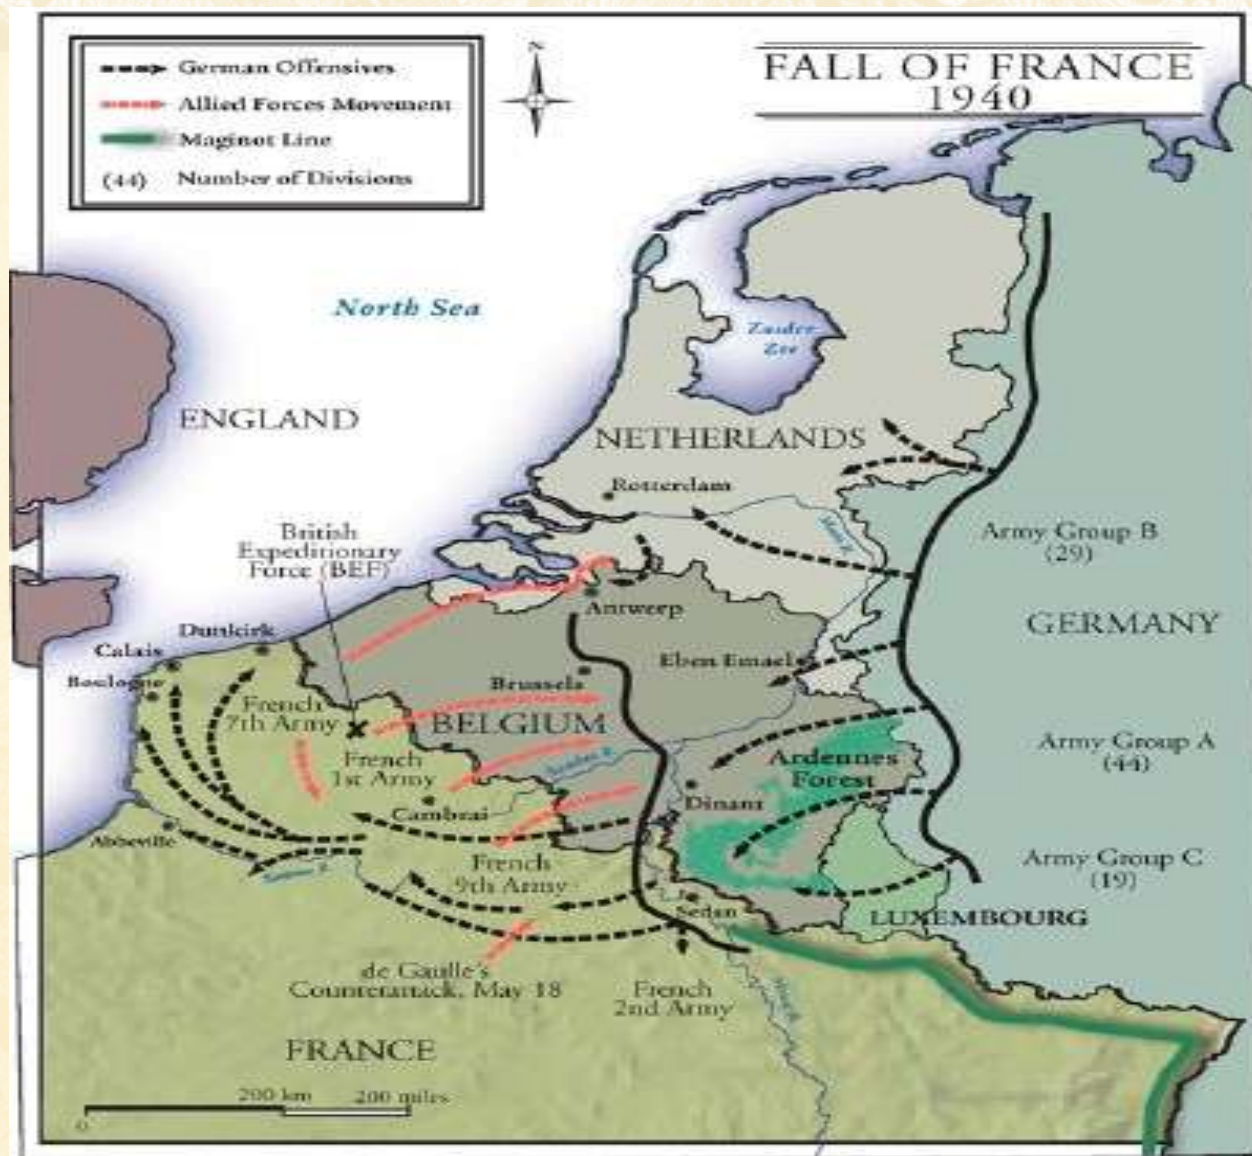 German Offensives
Allied Forces Movement
Maginot Line
(44) Number of Divisions
N
FALL OF FRANCE
1940
North Sea
Zuider
Zee
ENGLAND
NETHERLANDS
Rotterdam
British
Expeditionary
Force (BEF)
Army Group B
(29)
Antwerp
GERMANY
Dunkirk
Calais
Boulogne
Eben Emael
Brussels
French
7th Army
BELGIUM
French
1st Army
Ardennes
Forest
Army Group A
(44)
Dinant
Cambrai
Abbeville
French
9th Army
Army Group C
(19)
Sedan
LUXEMBOURG
de Gaulle's
Counterattack, May 18
French
2nd Army
FRANCE
200 km 200 miles
0